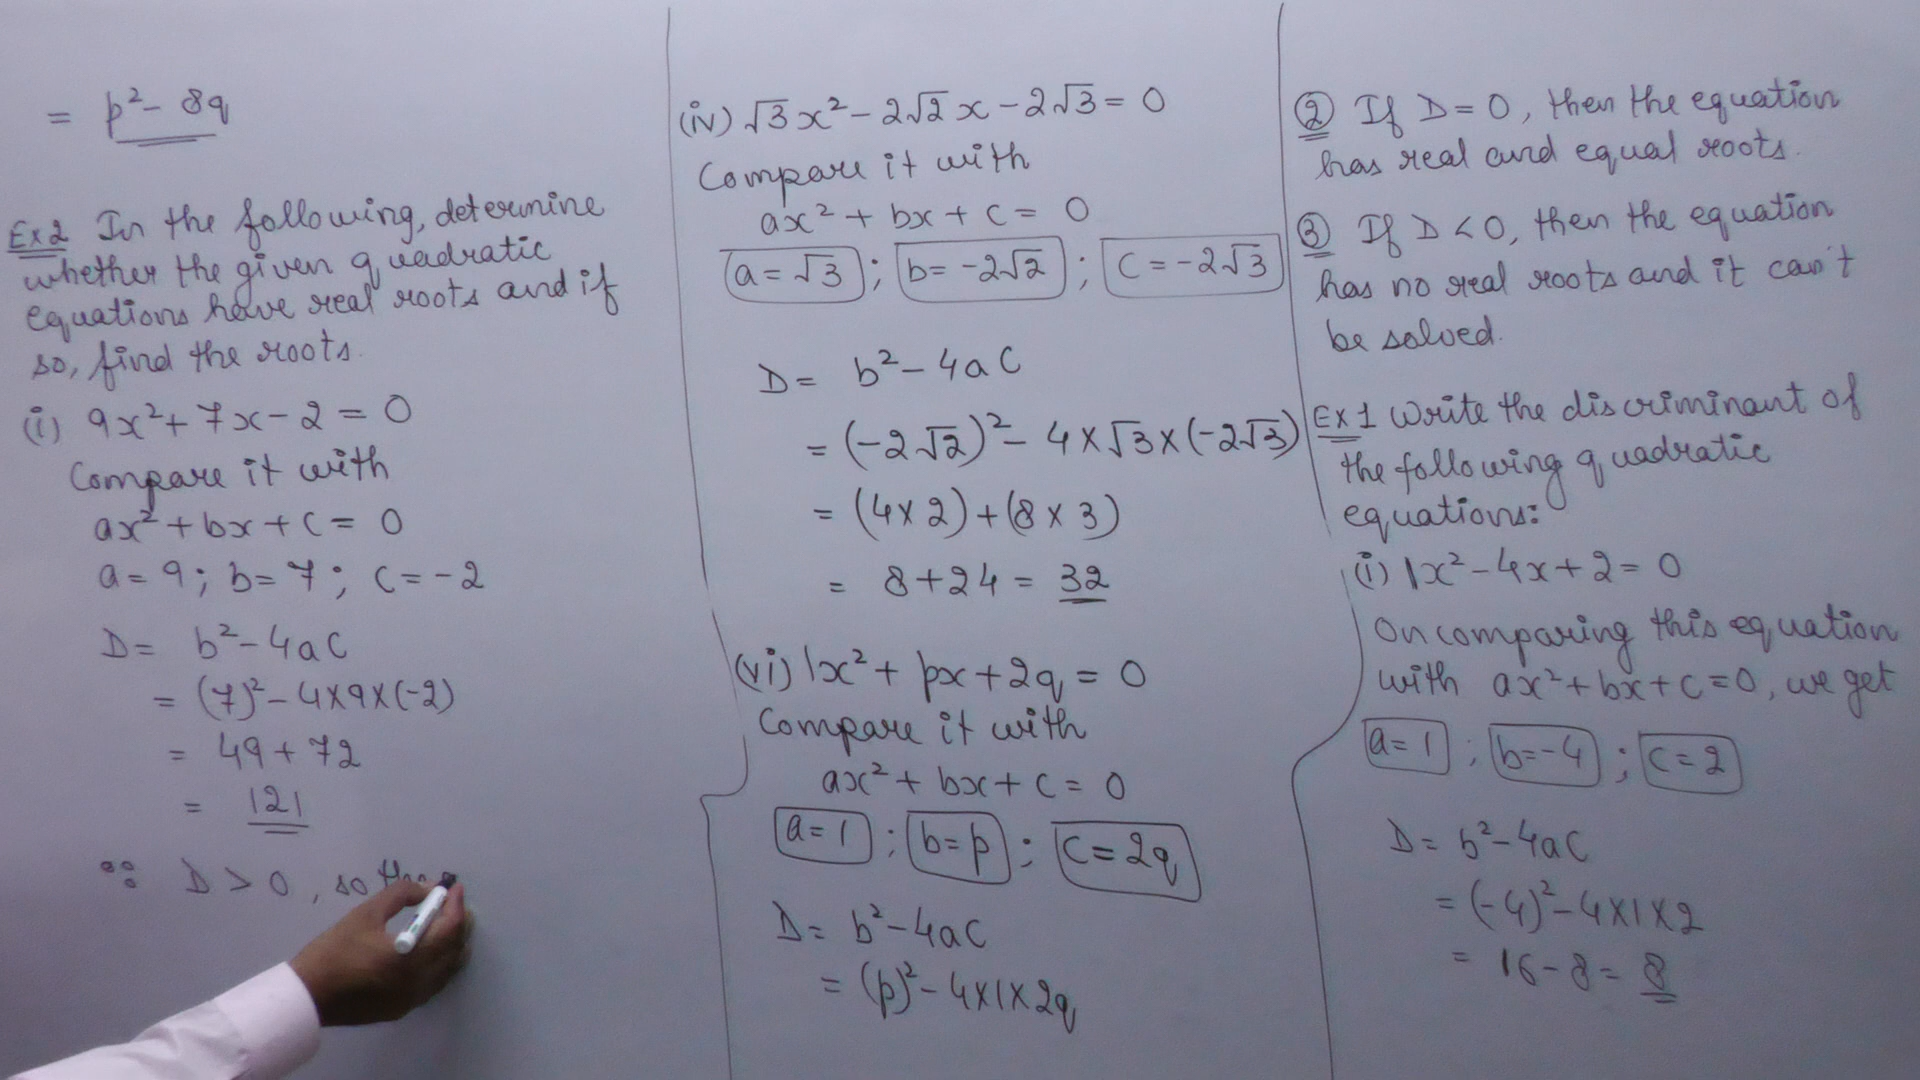 = p² - 8q
Ex2 In the following, determine
whether the given quadratic
equations have real roots and if
so, find the roots.
(i) 9x² + 7x - 2 = 0
Compare it with
ax² + bx + c = 0
a = 9 ; b = 7 ; c = -2
D = b² - 4ac
= (7)² - 4×9×(-2)
= 49 + 72
= 121
∵ D > 0, so the
(iv) √3x² - 2√2x - 2√3 = 0
Compare it with
ax² + bx + c = 0
a = √3 ; b = -2√2 ; c = -2√3
D = b² - 4ac
= (-2√2)² - 4×√3×(-2√3)
= (4×2) + (8×3)
= 8 + 24 = 32
(vi) 1x² + px + 2q = 0
Compare it with
ax² + bx + c = 0
a = 1 ; b = p ; c = 2q
D = b² - 4ac
= (p)² - 4×1×2q
② If D = 0, then the equation
has real and equal roots.
③ If D < 0, then the equation
has no real roots and it can't
be solved.
Ex1 Write the discriminant of
the following quadratic
equations:
(i) 1x² - 4x + 2 = 0
On comparing this equation
with ax² + bx + c = 0, we get
a = 1 ; b = -4 ; c = 2
D = b² - 4ac
= (-4)² - 4×1×2
= 16 - 8 = 8